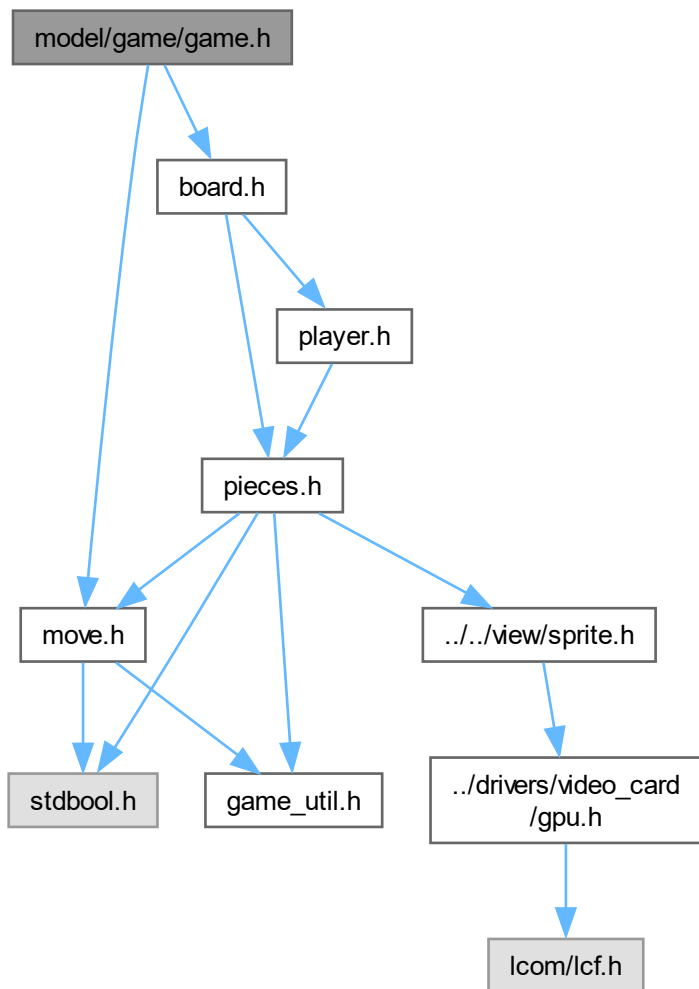 model/game/game.h
board.h
player.h
pieces.h
move.h
../../view/sprite.h
stdbool.h
game_util.h
../drivers/video_card
/gpu.h
lcom/lcf.h